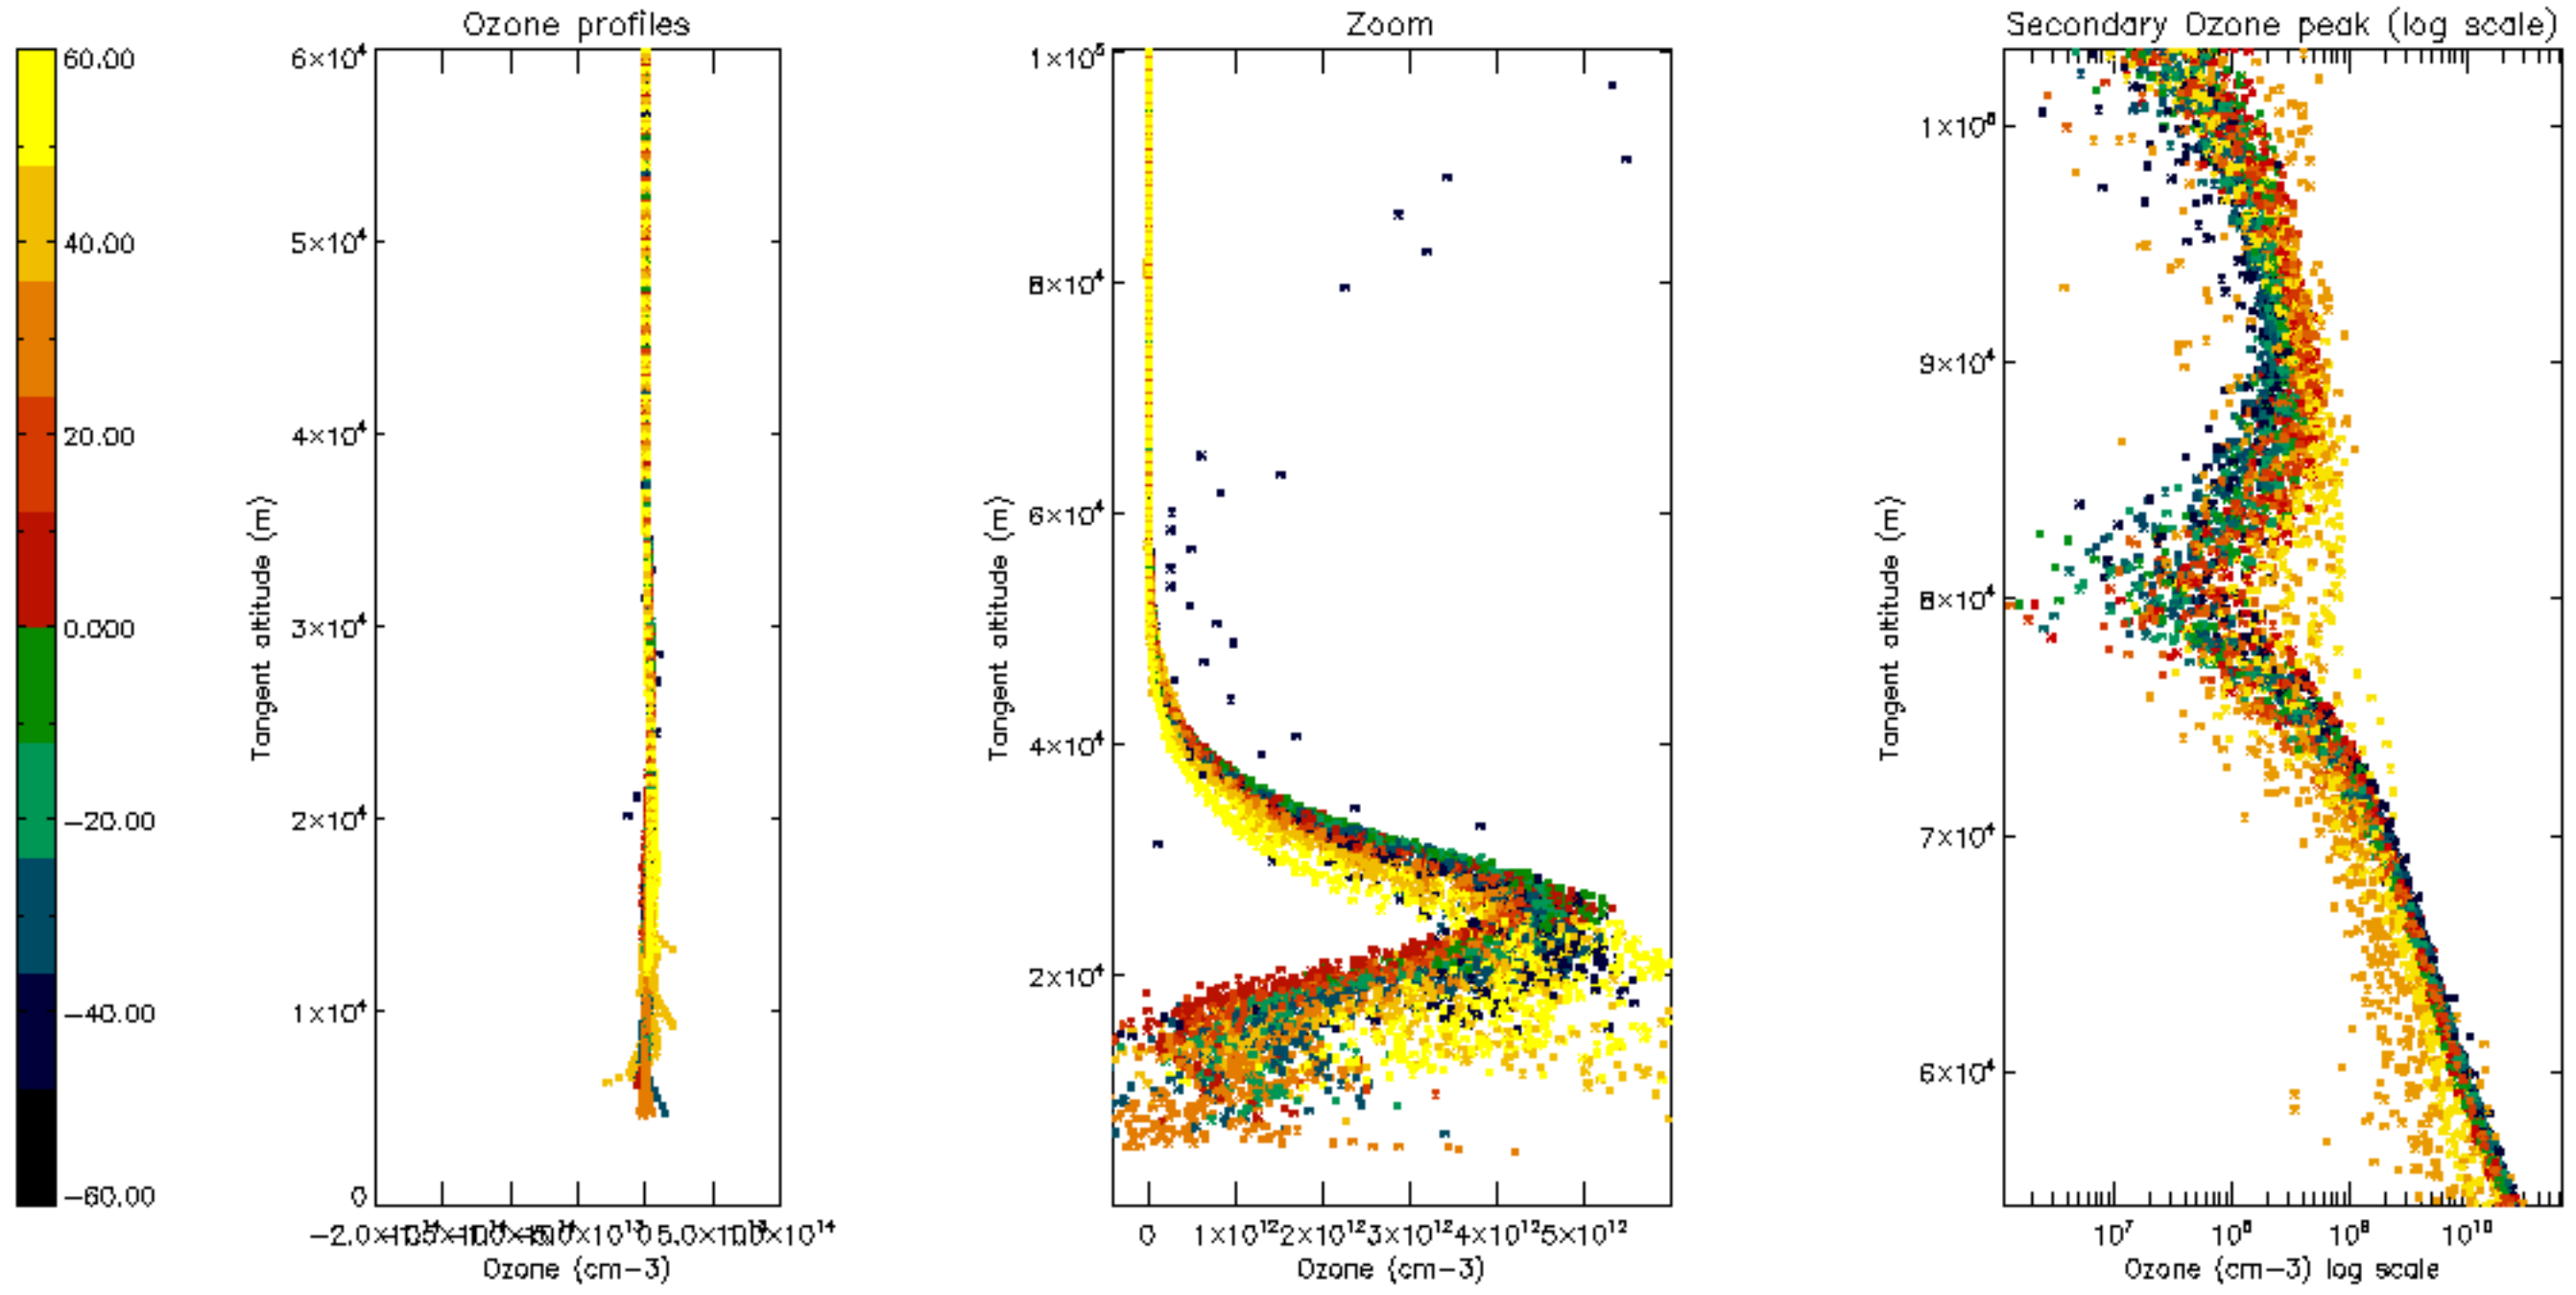 Ozone profiles
Zoom
Secondary Ozone peak (log scale)
60.00
40.00
20.00
0.000
−20.00
−40.00
−60.00
6×10⁴
5×10⁴
4×10⁴
3×10⁴
2×10⁴
1×10⁴
0
Tangent altitude (m)
Ozone (cm−3)
1×10⁵
8×10⁴
6×10⁴
4×10⁴
2×10⁴
Tangent altitude (m)
0 1×10¹² 2×10¹² 3×10¹² 4×10¹² 5×10¹²
Ozone (cm−3)
1×10⁵
9×10⁴
8×10⁴
7×10⁴
6×10⁴
Tangent altitude (m)
10⁷ 10⁸ 10⁹ 10¹⁰
Ozone (cm−3) log scale